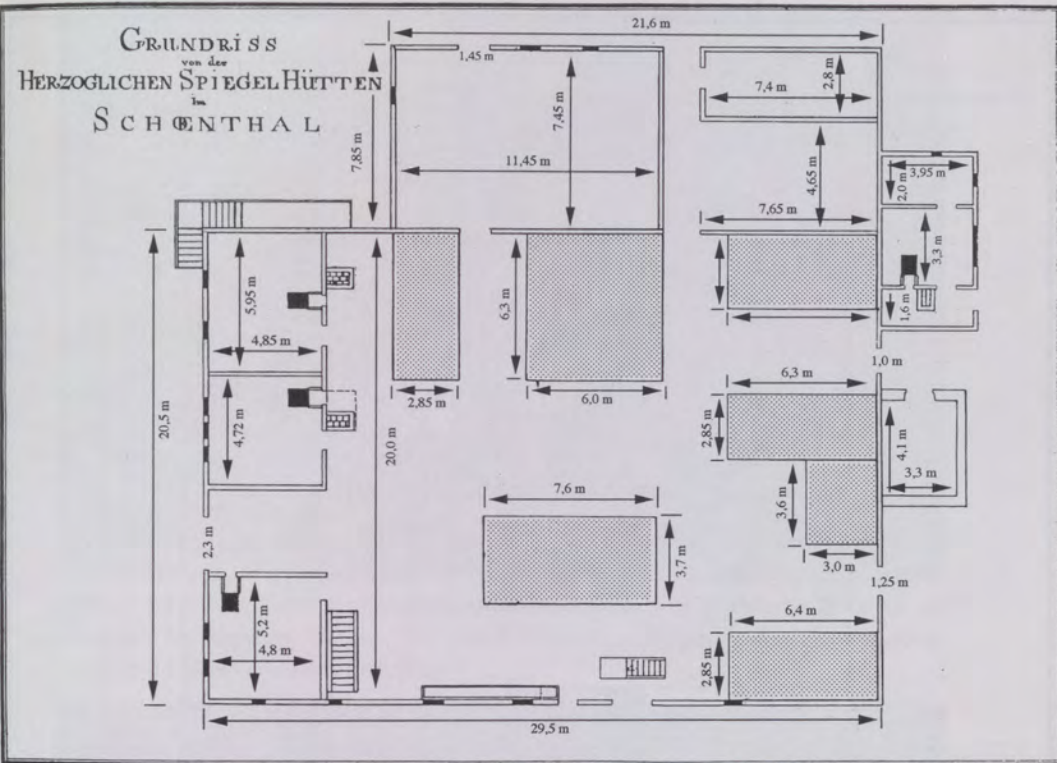 GRUNDRISS
von der
HERZOGLICHEN SPIEGEL HÜTTEN
in
SCHŒNTHAL
21,6 m
1,45 m
7,85 m
7,45 m
11,45 m
7,4 m
2,8 m
4,65 m
7,65 m
3,95 m
2,0 m
3,3 m
1,6 m
1,0 m
5,95 m
4,85 m
4,72 m
20,5 m
20,0 m
6,3 m
2,85 m
6,0 m
6,3 m
2,85 m
4,1 m
3,3 m
3,6 m
3,0 m
7,6 m
3,7 m
2,3 m
1,25 m
5,2 m
4,8 m
6,4 m
2,85 m
29,5 m